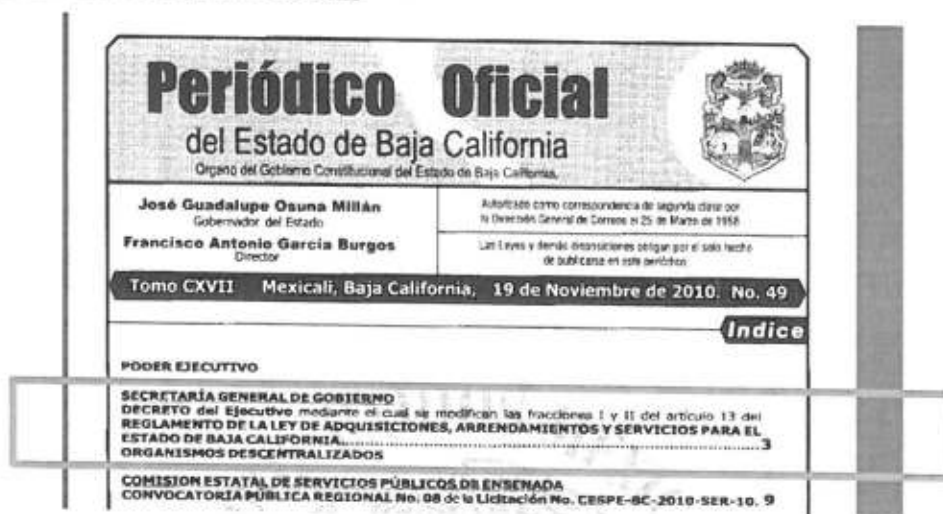 Periódico Oficial
del Estado de Baja California
Órgano del Gobierno Constitucional del Estado de Baja California.
José Guadalupe Osuna Millán
Gobernador del Estado
Francisco Antonio García Burgos
Director
Autorizado como correspondencia de segunda clase por
la Dirección General de Correos el 25 de Marzo de 1958
Las Leyes y demás disposiciones obligan por el solo hecho
de publicarse en este periódico
Tomo CXVII Mexicali, Baja California, 19 de Noviembre de 2010. No. 49
Indice
PODER EJECUTIVO
SECRETARÍA GENERAL DE GOBIERNO
DECRETO del Ejecutivo mediante el cual se modifican las fracciones I y II del artículo 13 del
REGLAMENTO DE LA LEY DE ADQUISICIONES, ARRENDAMIENTOS Y SERVICIOS PARA EL
ESTADO DE BAJA CALIFORNIA.......................................................3
ORGANISMOS DESCENTRALIZADOS
COMISION ESTATAL DE SERVICIOS PÚBLICOS DE ENSENADA
CONVOCATORIA PÚBLICA REGIONAL No. 08 de la Licitación No. CESPE-BC-2010-SER-10. 9